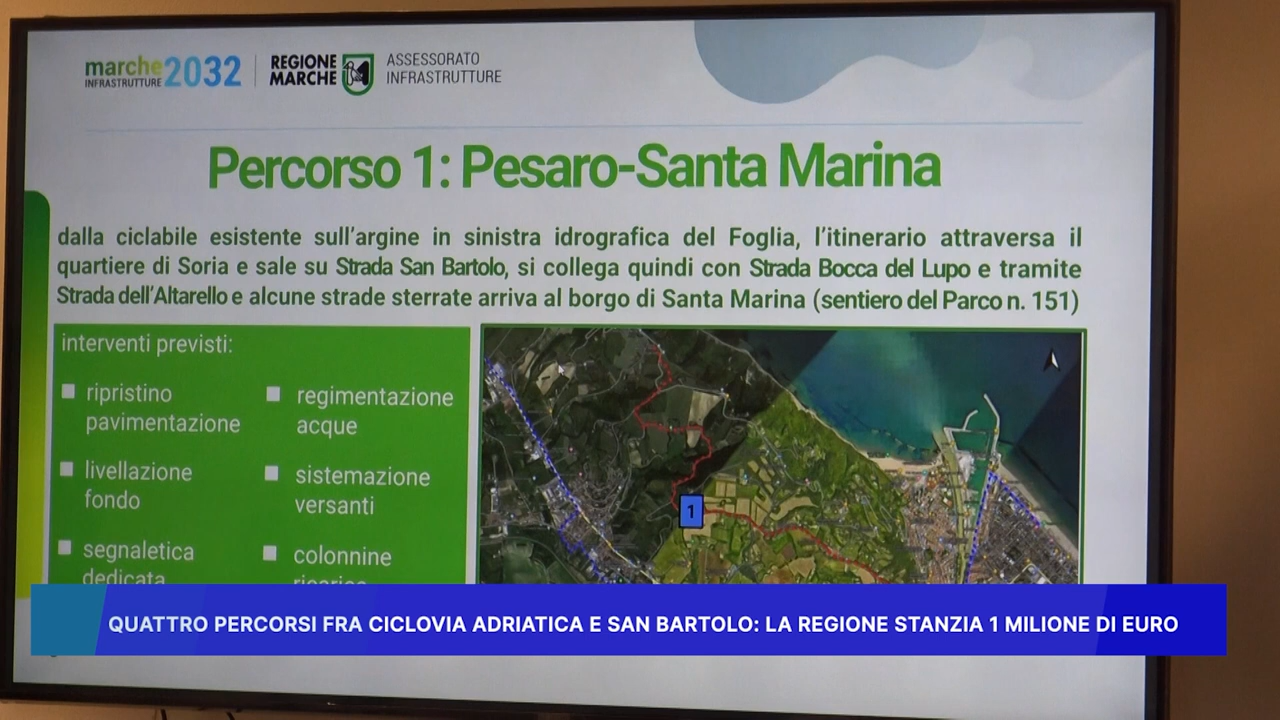 marche 2032
INFRASTRUTTURE
REGIONE
MARCHE
ASSESSORATO
INFRASTRUTTURE
Percorso 1: Pesaro-Santa Marina
dalla ciclabile esistente sull'argine in sinistra idrografica del Foglia, l'itinerario attraversa il
quartiere di Soria e sale su Strada San Bartolo, si collega quindi con Strada Bocca del Lupo e tramite
Strada dell'Altarello e alcune strade sterrate arriva al borgo di Santa Marina (sentiero del Parco n. 151)
interventi previsti:
ripristino
pavimentazione
livellazione
fondo
segnaletica
dedicata
regimentazione
acque
sistemazione
versanti
colonnine
ricarica
1
QUATTRO PERCORSI FRA CICLOVIA ADRIATICA E SAN BARTOLO: LA REGIONE STANZIA 1 MILIONE DI EURO